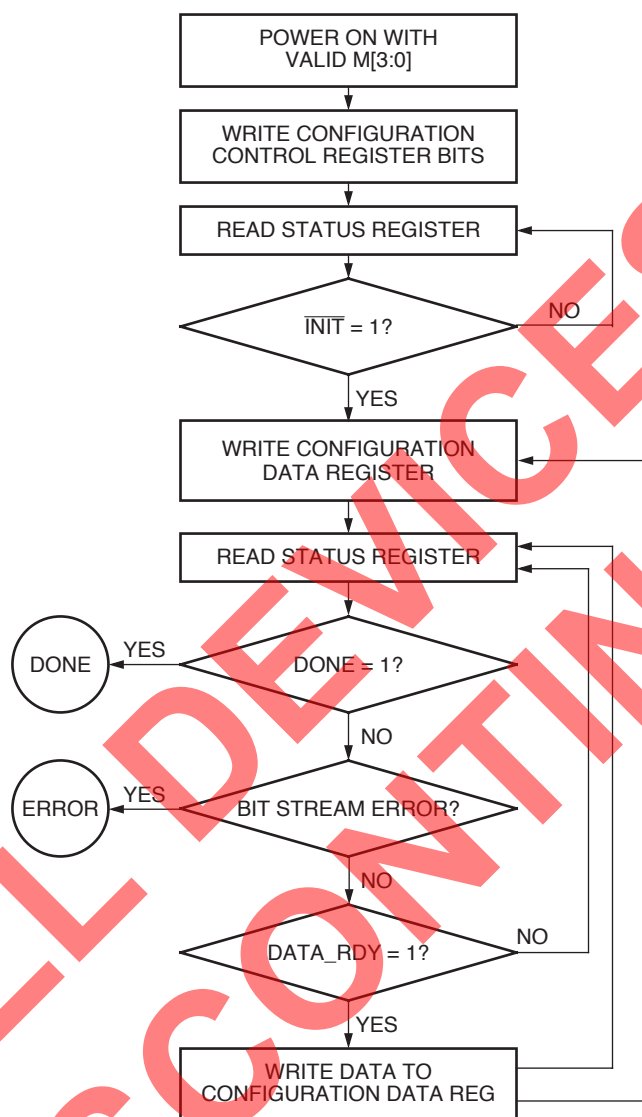 POWER ON WITH
VALID M[3:0]
WRITE CONFIGURATION
CONTROL REGISTER BITS
READ STATUS REGISTER
I̅N̅I̅T̅ = 1?
NO
YES
WRITE CONFIGURATION
DATA REGISTER
READ STATUS REGISTER
DONE
YES
DONE = 1?
NO
ERROR
YES
BIT STREAM ERROR?
NO
DATA_RDY = 1?
NO
YES
WRITE DATA TO
CONFIGURATION DATA REG